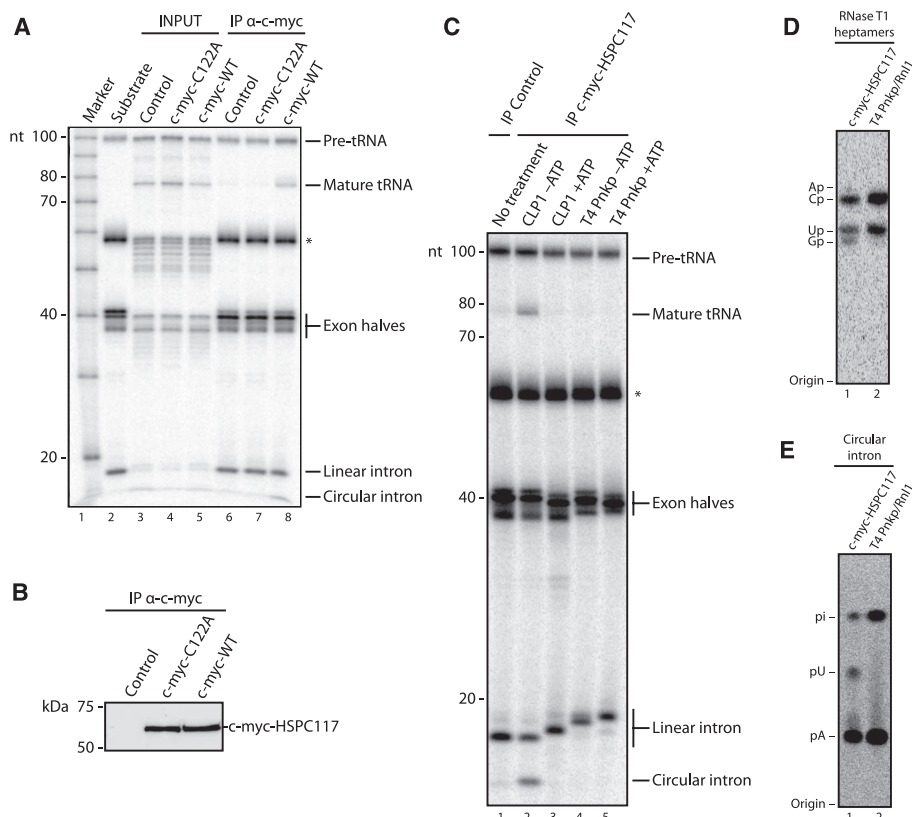 A
INPUT
IP α-c-myc
Marker
Substrate
Control
c-myc-C122A
c-myc-WT
Control
c-myc-C122A
c-myc-WT
nt 100
80
70
40
20
Pre-tRNA
Mature tRNA
*
Exon halves
Linear intron
Circular intron
1 2 3 4 5 6 7 8
B
IP α-c-myc
Control
c-myc-C122A
c-myc-WT
kDa 75
50
c-myc-HSPC117
C
IP Control
IP c-myc-HSPC117
No treatment
CLP1 –ATP
CLP1 +ATP
T4 Pnkp –ATP
T4 Pnkp +ATP
nt 100
80
70
40
20
Pre-tRNA
Mature tRNA
*
Exon halves
Linear intron
Circular intron
1 2 3 4 5
D
RNase T1
heptamers
c-myc-HSPC117
T4 Pnkp/Rnl1
Ap
Cp
Up
Gp
Origin
1 2
E
Circular
intron
c-myc-HSPC117
T4 Pnkp/Rnl1
pi
pU
pA
Origin
1 2